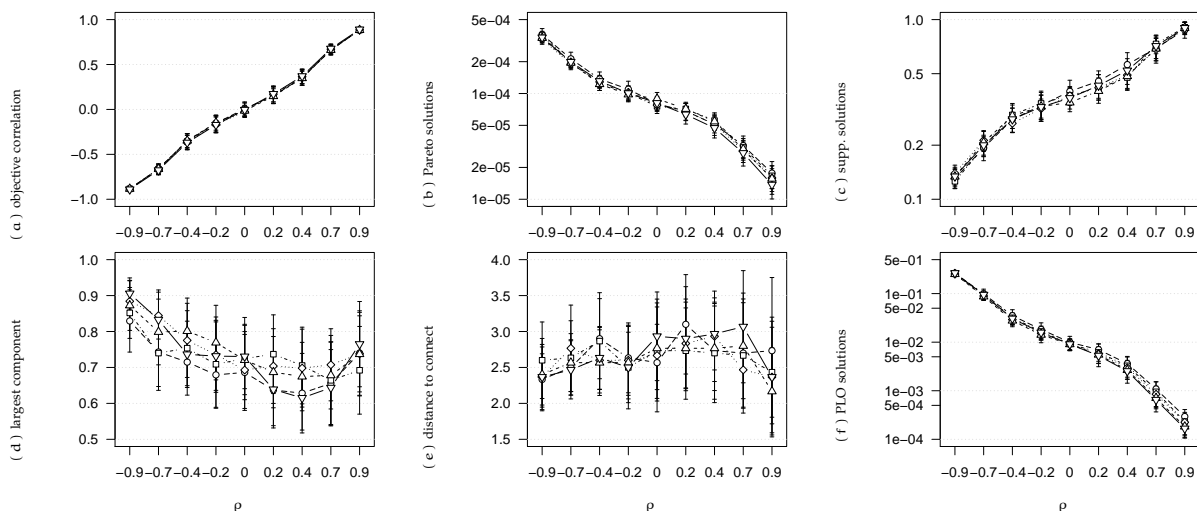 ( a ) objective correlation
1.0
0.5
0.0
−0.5
−1.0
−0.9 −0.7 −0.4 −0.2 0 0.2 0.4 0.7 0.9
( b ) Pareto solutions
5e−04
2e−04
1e−04
5e−05
2e−05
1e−05
−0.9 −0.7 −0.4 −0.2 0 0.2 0.4 0.7 0.9
( c ) supp. solutions
1.0
0.5
0.2
0.1
−0.9 −0.7 −0.4 −0.2 0 0.2 0.4 0.7 0.9
( d ) largest component
1.0
0.9
0.8
0.7
0.6
0.5
−0.9 −0.7 −0.4 −0.2 0 0.2 0.4 0.7 0.9
ρ
( e ) distance to connect
4.0
3.5
3.0
2.5
2.0
1.5
−0.9 −0.7 −0.4 −0.2 0 0.2 0.4 0.7 0.9
ρ
( f ) PLO solutions
5e−01
1e−01
5e−02
1e−02
5e−03
1e−03
5e−04
1e−04
−0.9 −0.7 −0.4 −0.2 0 0.2 0.4 0.7 0.9
ρ